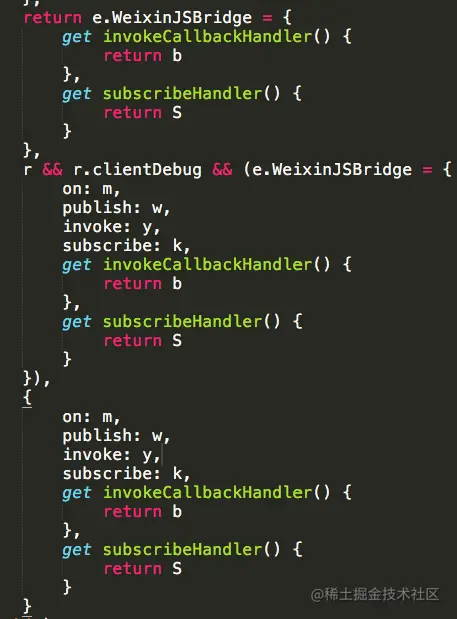 },
return e.WeixinJSBridge = {
    get invokeCallbackHandler() {
        return b
    },
    get subscribeHandler() {
        return S
    }
},
r && r.clientDebug && (e.WeixinJSBridge = {
    on: m,
    publish: w,
    invoke: y,
    subscribe: k,
    get invokeCallbackHandler() {
        return b
    },
    get subscribeHandler() {
        return S
    }
}),
{
    on: m,
    publish: w,
    invoke: y,
    subscribe: k,
    get invokeCallbackHandler() {
        return b
    },
    get subscribeHandler() {
        return S
    }
}
@稀土掘金技术社区